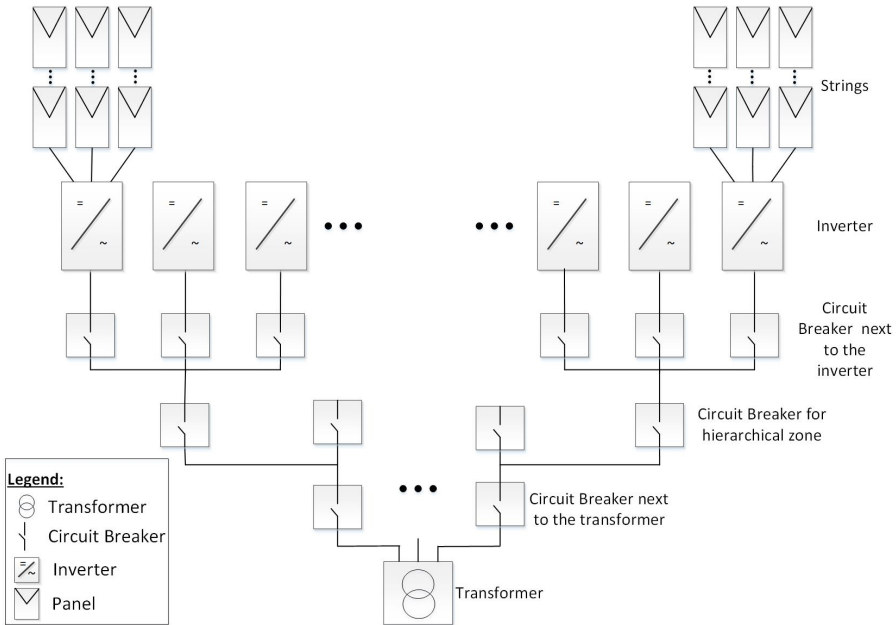 Strings
Inverter
Circuit
Breaker next
to the
inverter
Circuit Breaker for
hierarchical zone
Circuit Breaker next
to the transformer
Transformer
Legend:
Transformer
Circuit Breaker
Inverter
Panel